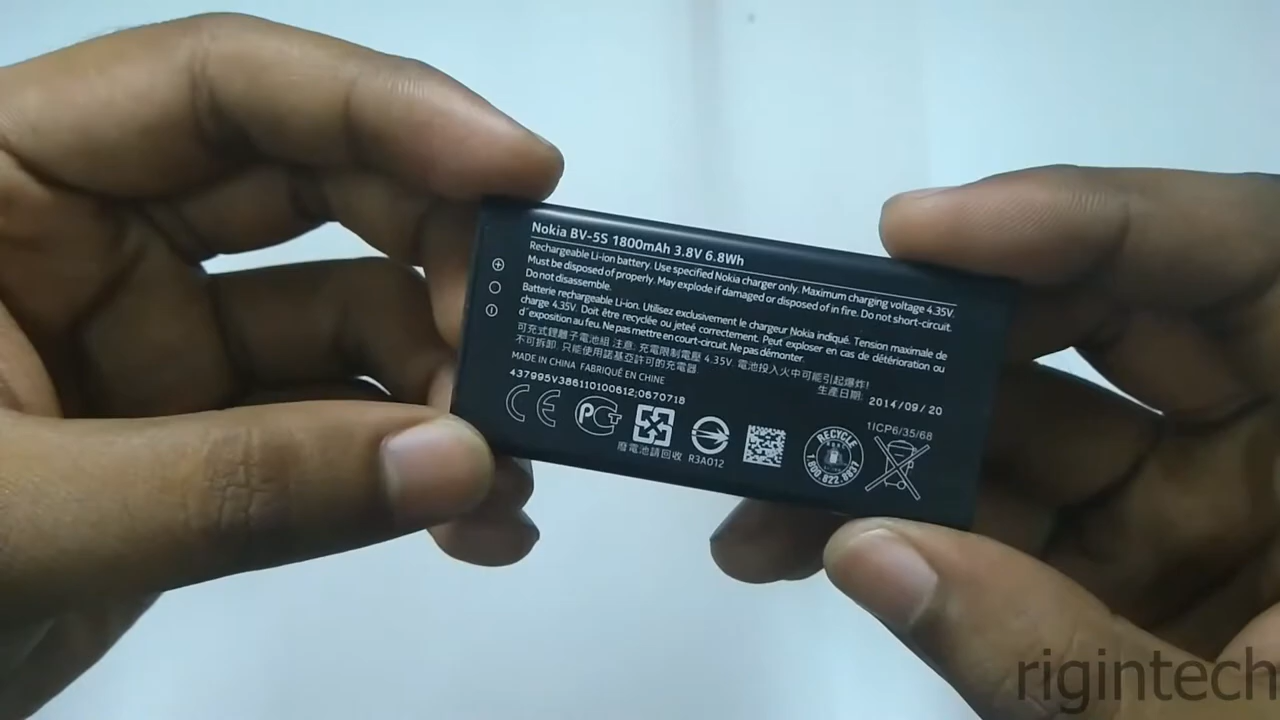 Nokia BV-5S 1800mAh 3.8V 6.8Wh
Rechargeable Li-ion battery. Use specified Nokia charger only. Maximum charging voltage 4.35V.
Must be disposed of properly. May explode if damaged or disposed of in fire. Do not short-circuit.
Do not disassemble.
Batterie rechargeable Li-ion. Utilisez exclusivement le chargeur Nokia indiqué. Tension maximale de
charge 4.35V. Doit être recyclée ou jeteé correctement. Peut exploser en cas de détérioration ou
d´exposition au feu. Ne pas mettre en court-circuit. Ne pas démonter.
可充式鋰離子電池組 注意: 充電限制電壓 4.35V. 電池投入火中可能引起爆炸!
不可拆卸. 只能使用諾基亞許可的充電器
生產日期: 2014/09/20
MADE IN CHINA FABRIQUÉ EN CHINE
437995V386110100612;0670718
1ICP6/35/68
CE
廢電池請回收
R3A012
RECYCLE
1.800.822.8837
rigintech